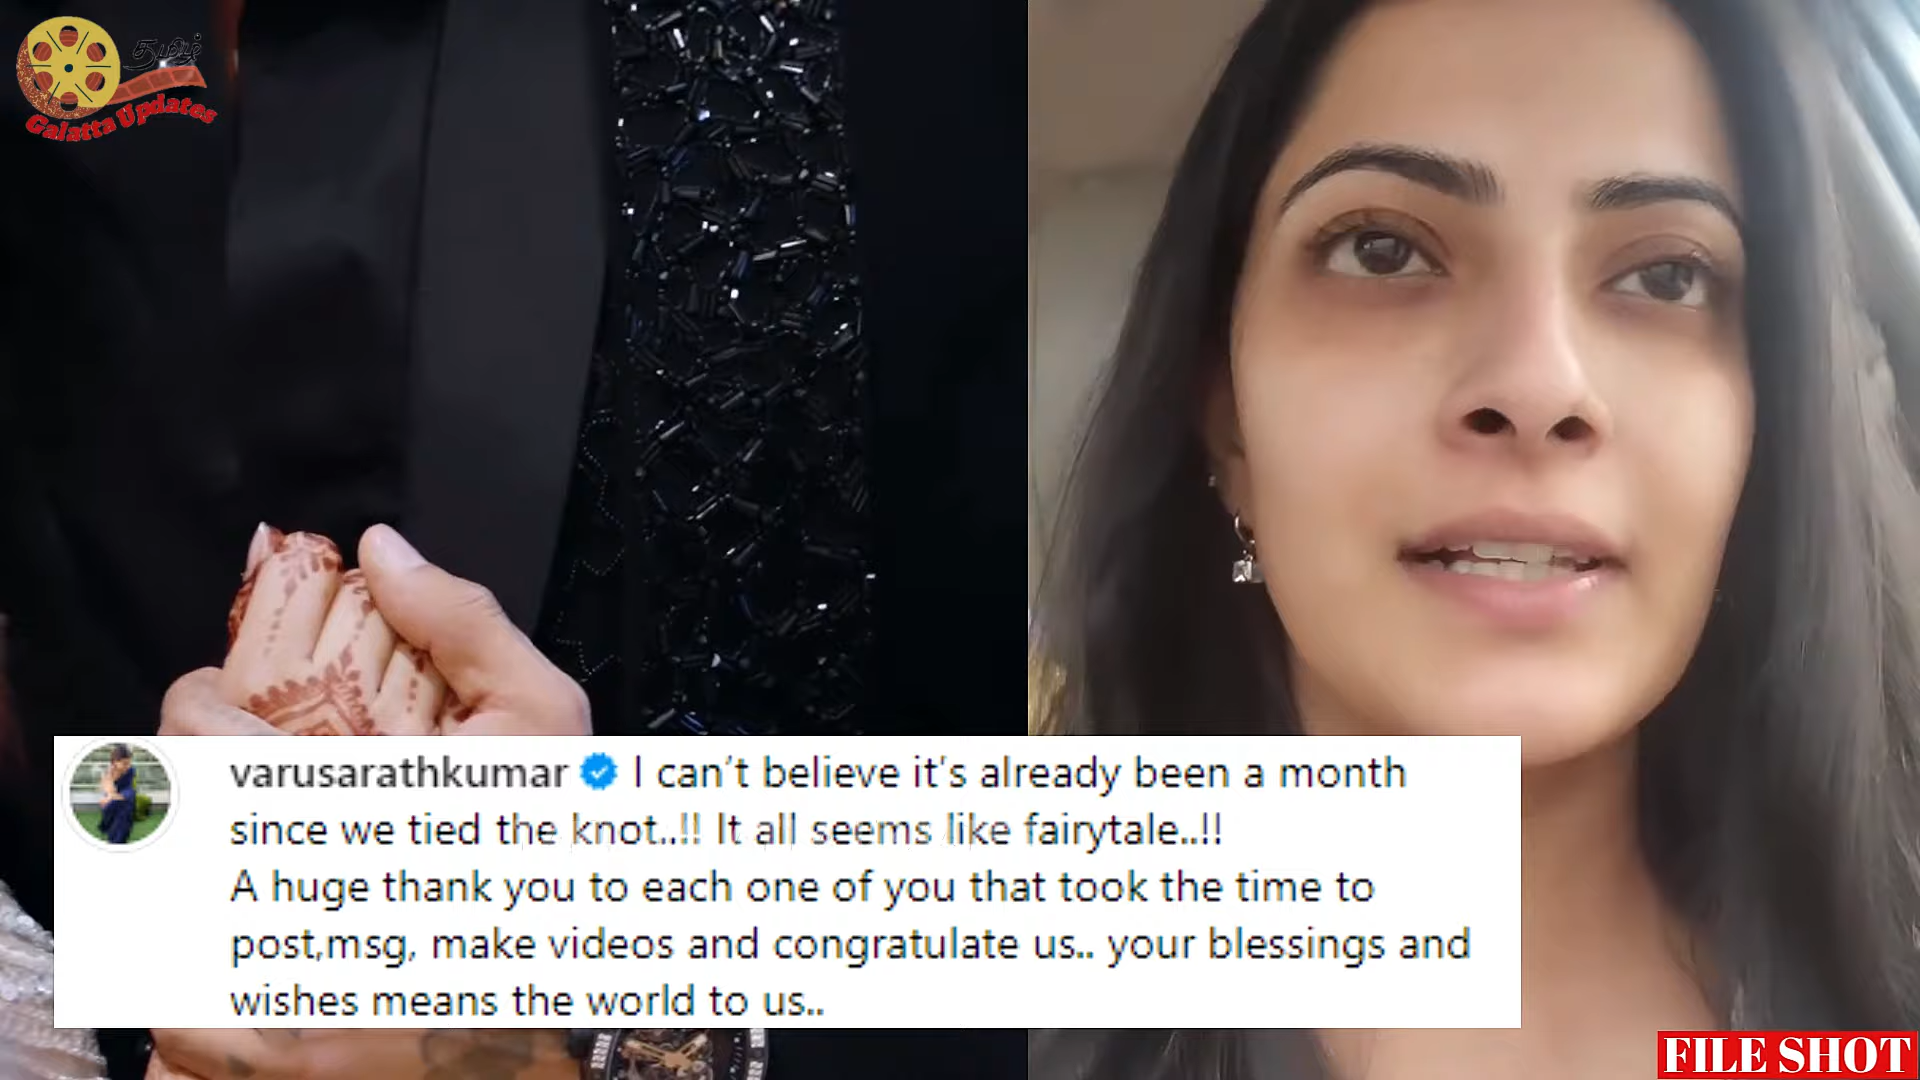 தமிழ்
Galatta Updates
varusarathkumar I can't believe it's already been a month
since we tied the knot..!! It all seems like fairytale..!!
A huge thank you to each one of you that took the time to
post,msg, make videos and congratulate us.. your blessings and
wishes means the world to us..
FILE SHOT